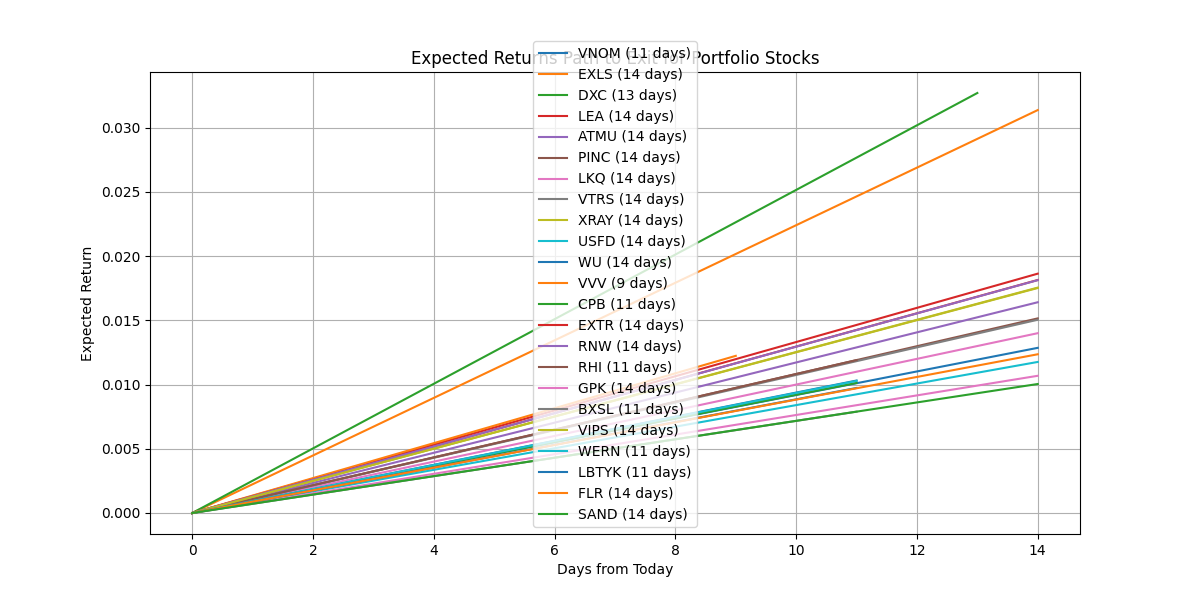 Expected Returns Path to Exit for Portfolio Stocks
VNOM (11 days)
EXLS (14 days)
DXC (13 days)
LEA (14 days)
ATMU (14 days)
PINC (14 days)
LKQ (14 days)
VTRS (14 days)
XRAY (14 days)
USFD (14 days)
WU (14 days)
VVV (9 days)
CPB (11 days)
EXTR (14 days)
RNW (14 days)
RHI (11 days)
GPK (14 days)
BXSL (11 days)
VIPS (14 days)
WERN (11 days)
LBTYK (11 days)
FLR (14 days)
SAND (14 days)
Expected Return
0.030
0.025
0.020
0.015
0.010
0.005
0.000
0 2 4 6 8 10 12 14
Days from Today